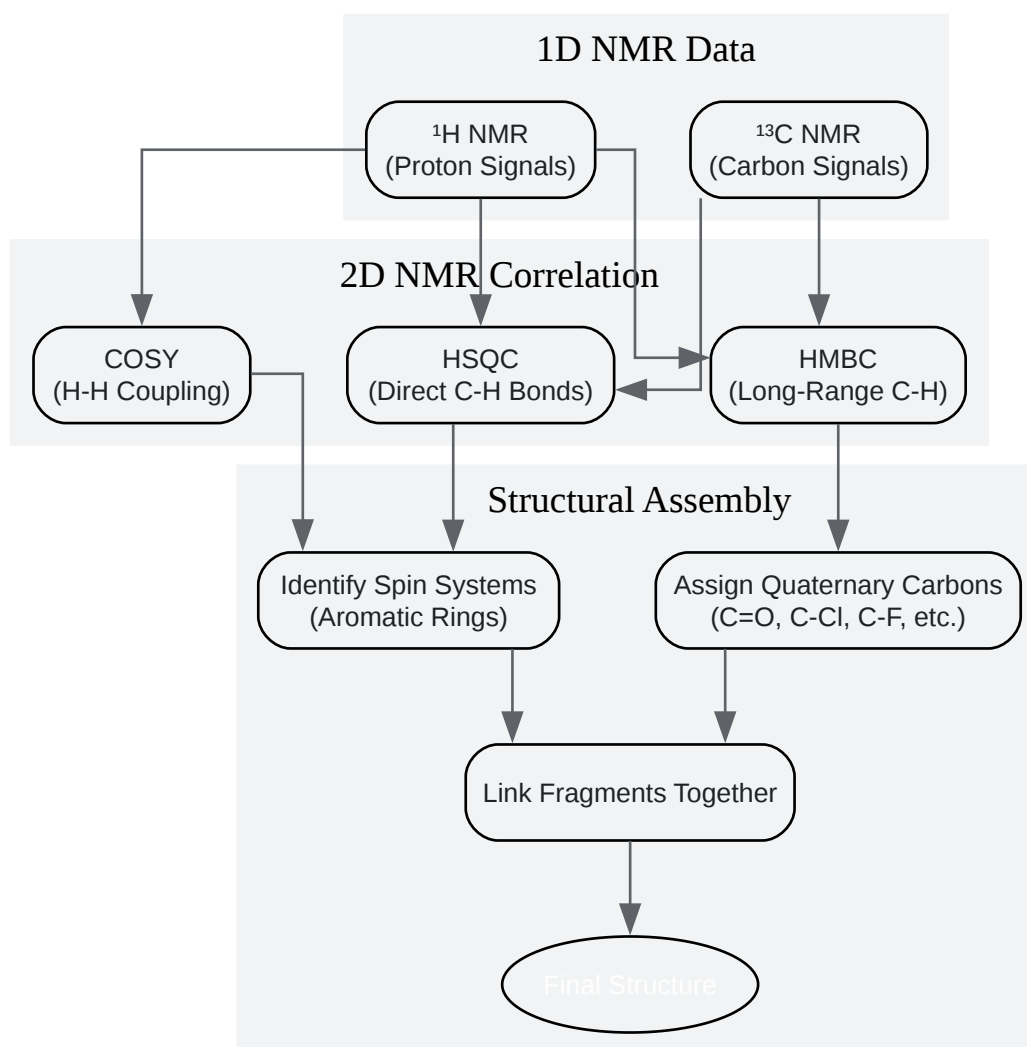 1D NMR Data
¹H NMR
(Proton Signals)
¹³C NMR
(Carbon Signals)
2D NMR Correlation
COSY
(H-H Coupling)
HSQC
(Direct C-H Bonds)
HMBC
(Long-Range C-H)
Structural Assembly
Identify Spin Systems
(Aromatic Rings)
Assign Quaternary Carbons
(C=O, C-Cl, C-F, etc.)
Link Fragments Together
Final Structure